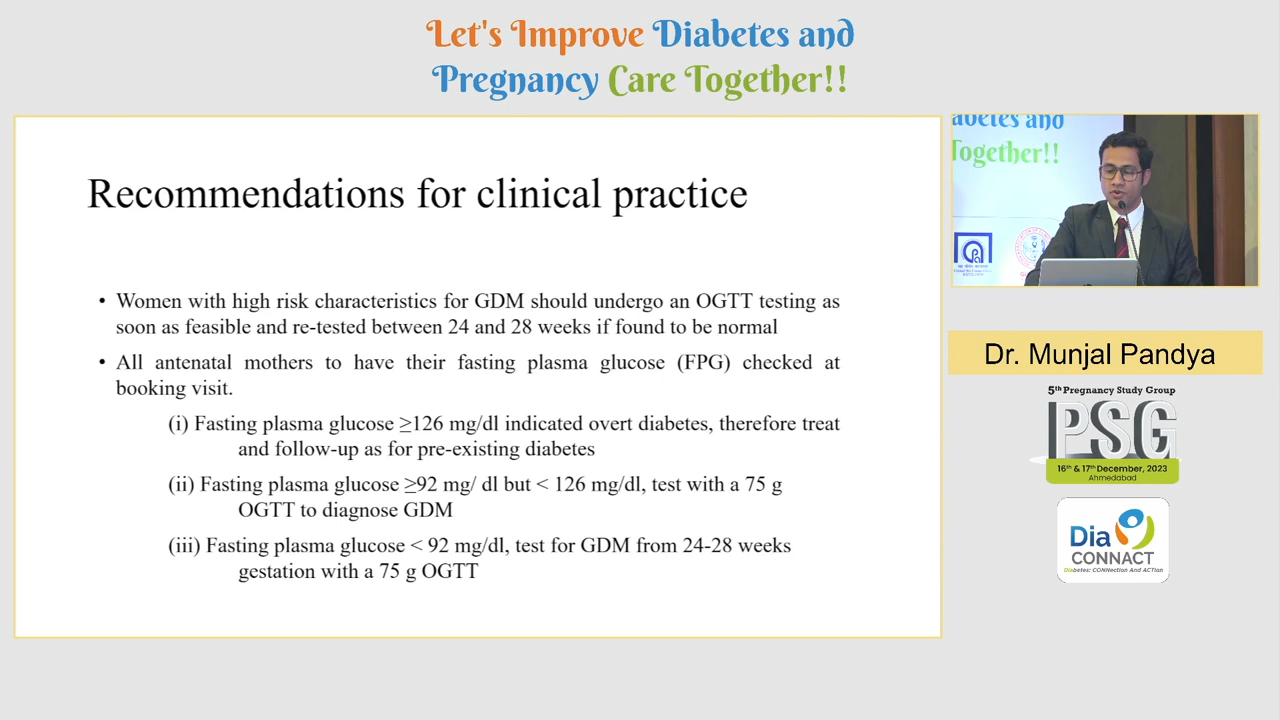 Let's Improve Diabetes and
Pregnancy Care Together!!
Recommendations for clinical practice
• Women with high risk characteristics for GDM should undergo an OGTT testing as
soon as feasible and re-tested between 24 and 28 weeks if found to be normal
• All antenatal mothers to have their fasting plasma glucose (FPG) checked at
booking visit.
(i) Fasting plasma glucose ≥126 mg/dl indicated overt diabetes, therefore treat
and follow-up as for pre-existing diabetes
(ii) Fasting plasma glucose ≥92 mg/ dl but < 126 mg/dl, test with a 75 g
OGTT to diagnose GDM
(iii) Fasting plasma glucose < 92 mg/dl, test for GDM from 24-28 weeks
gestation with a 75 g OGTT
abetes and
Together!!
Dr. Munjal Pandya
5th Pregnancy Study Group
PSG
16th & 17th December, 2023
Ahmedabad
Dia
CONNACT
Diabetes: CONNection And ACTion